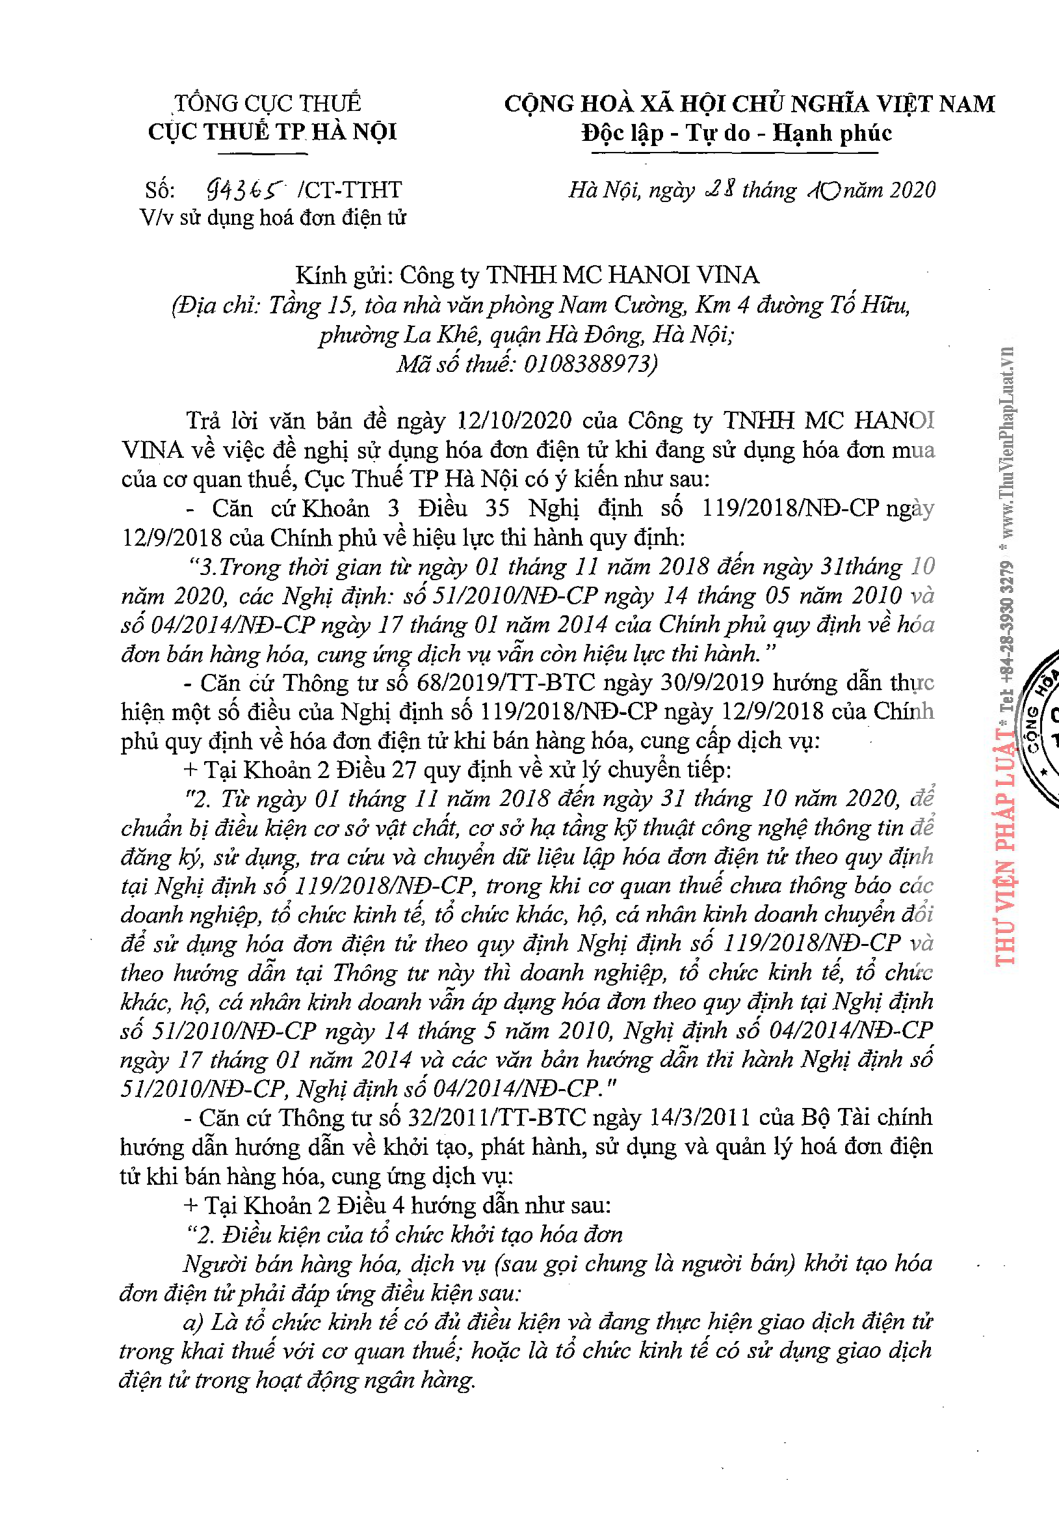 TỔNG CỤC THUẾ
CỤC THUẾ TP HÀ NỘI
CỘNG HOÀ XÃ HỘI CHỦ NGHĨA VIỆT NAM
Độc lập - Tự do - Hạnh phúc
Số: 94365 /CT-TTHT
V/v sử dụng hoá đơn điện tử
Hà Nội, ngày 28 tháng 10 năm 2020
Kính gửi: Công ty TNHH MC HANOI VINA
(Địa chỉ: Tầng 15, tòa nhà văn phòng Nam Cường, Km 4 đường Tố Hữu,
phường La Khê, quận Hà Đông, Hà Nội;
Mã số thuế: 0108388973)
Trả lời văn bản đề ngày 12/10/2020 của Công ty TNHH MC HANOI
VINA về việc đề nghị sử dụng hóa đơn điện tử khi đang sử dụng hóa đơn mua
của cơ quan thuế, Cục Thuế TP Hà Nội có ý kiến như sau:
- Căn cứ Khoản 3 Điều 35 Nghị định số 119/2018/NĐ-CP ngày
12/9/2018 của Chính phủ về hiệu lực thi hành quy định:
“3.Trong thời gian từ ngày 01 tháng 11 năm 2018 đến ngày 31tháng 10
năm 2020, các Nghị định: số 51/2010/NĐ-CP ngày 14 tháng 05 năm 2010 và
số 04/2014/NĐ-CP ngày 17 tháng 01 năm 2014 của Chính phủ quy định về hóa
đơn bán hàng hóa, cung ứng dịch vụ vẫn còn hiệu lực thi hành.”
- Căn cứ Thông tư số 68/2019/TT-BTC ngày 30/9/2019 hướng dẫn thực
hiện một số điều của Nghị định số 119/2018/NĐ-CP ngày 12/9/2018 của Chính
phủ quy định về hóa đơn điện tử khi bán hàng hóa, cung cấp dịch vụ:
+ Tại Khoản 2 Điều 27 quy định về xử lý chuyển tiếp:
"2. Từ ngày 01 tháng 11 năm 2018 đến ngày 31 tháng 10 năm 2020, để
chuẩn bị điều kiện cơ sở vật chất, cơ sở hạ tầng kỹ thuật công nghệ thông tin để
đăng ký, sử dụng, tra cứu và chuyển dữ liệu lập hóa đơn điện tử theo quy định
tại Nghị định số 119/2018/NĐ-CP, trong khi cơ quan thuế chưa thông báo các
doanh nghiệp, tổ chức kinh tế, tổ chức khác, hộ, cá nhân kinh doanh chuyển đổi
để sử dụng hóa đơn điện tử theo quy định Nghị định số 119/2018/NĐ-CP và
theo hướng dẫn tại Thông tư này thì doanh nghiệp, tổ chức kinh tế, tổ chức
khác, hộ, cá nhân kinh doanh vẫn áp dụng hóa đơn theo quy định tại Nghị định
số 51/2010/NĐ-CP ngày 14 tháng 5 năm 2010, Nghị định số 04/2014/NĐ-CP
ngày 17 tháng 01 năm 2014 và các văn bản hướng dẫn thi hành Nghị định số
51/2010/NĐ-CP, Nghị định số 04/2014/NĐ-CP."
- Căn cứ Thông tư số 32/2011/TT-BTC ngày 14/3/2011 của Bộ Tài chính
hướng dẫn hướng dẫn về khởi tạo, phát hành, sử dụng và quản lý hoá đơn điện
tử khi bán hàng hóa, cung ứng dịch vụ:
+ Tại Khoản 2 Điều 4 hướng dẫn như sau:
“2. Điều kiện của tổ chức khởi tạo hóa đơn
Người bán hàng hóa, dịch vụ (sau gọi chung là người bán) khởi tạo hóa
đơn điện tử phải đáp ứng điều kiện sau:
a) Là tổ chức kinh tế có đủ điều kiện và đang thực hiện giao dịch điện tử
trong khai thuế với cơ quan thuế; hoặc là tổ chức kinh tế có sử dụng giao dịch
điện tử trong hoạt động ngân hàng.
THƯ VIỆN PHÁP LUẬT * Tel: +84-28-3930 3279 * www.ThuVienPhapLuat.vn
CỘNG HÒA